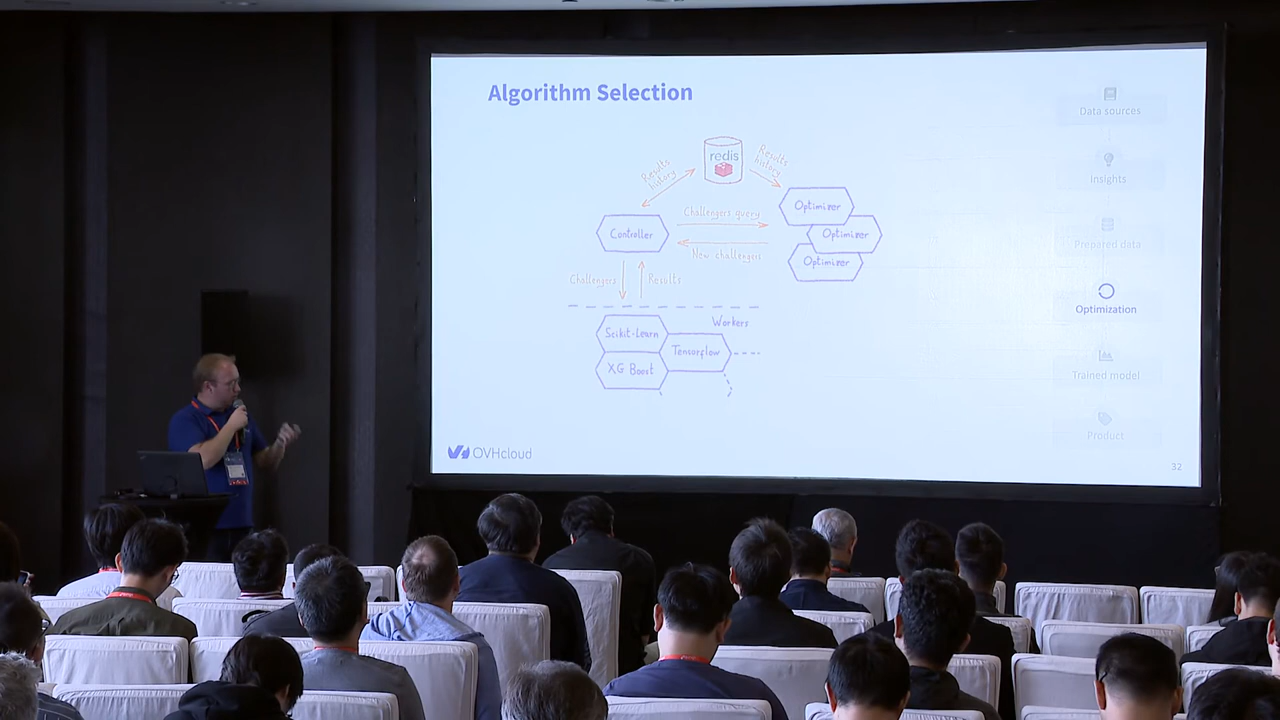 Algorithm Selection
Data sources
redis
Results
history
Results
history
Insights
Optimizer
Challengers query
Controller
Optimizer
Prepared data
New challengers
Optimizer
Challengers
Results
Optimization
Workers
Scikit-Learn
Tensorflow
XG Boost
Trained model
Product
OVHcloud
32